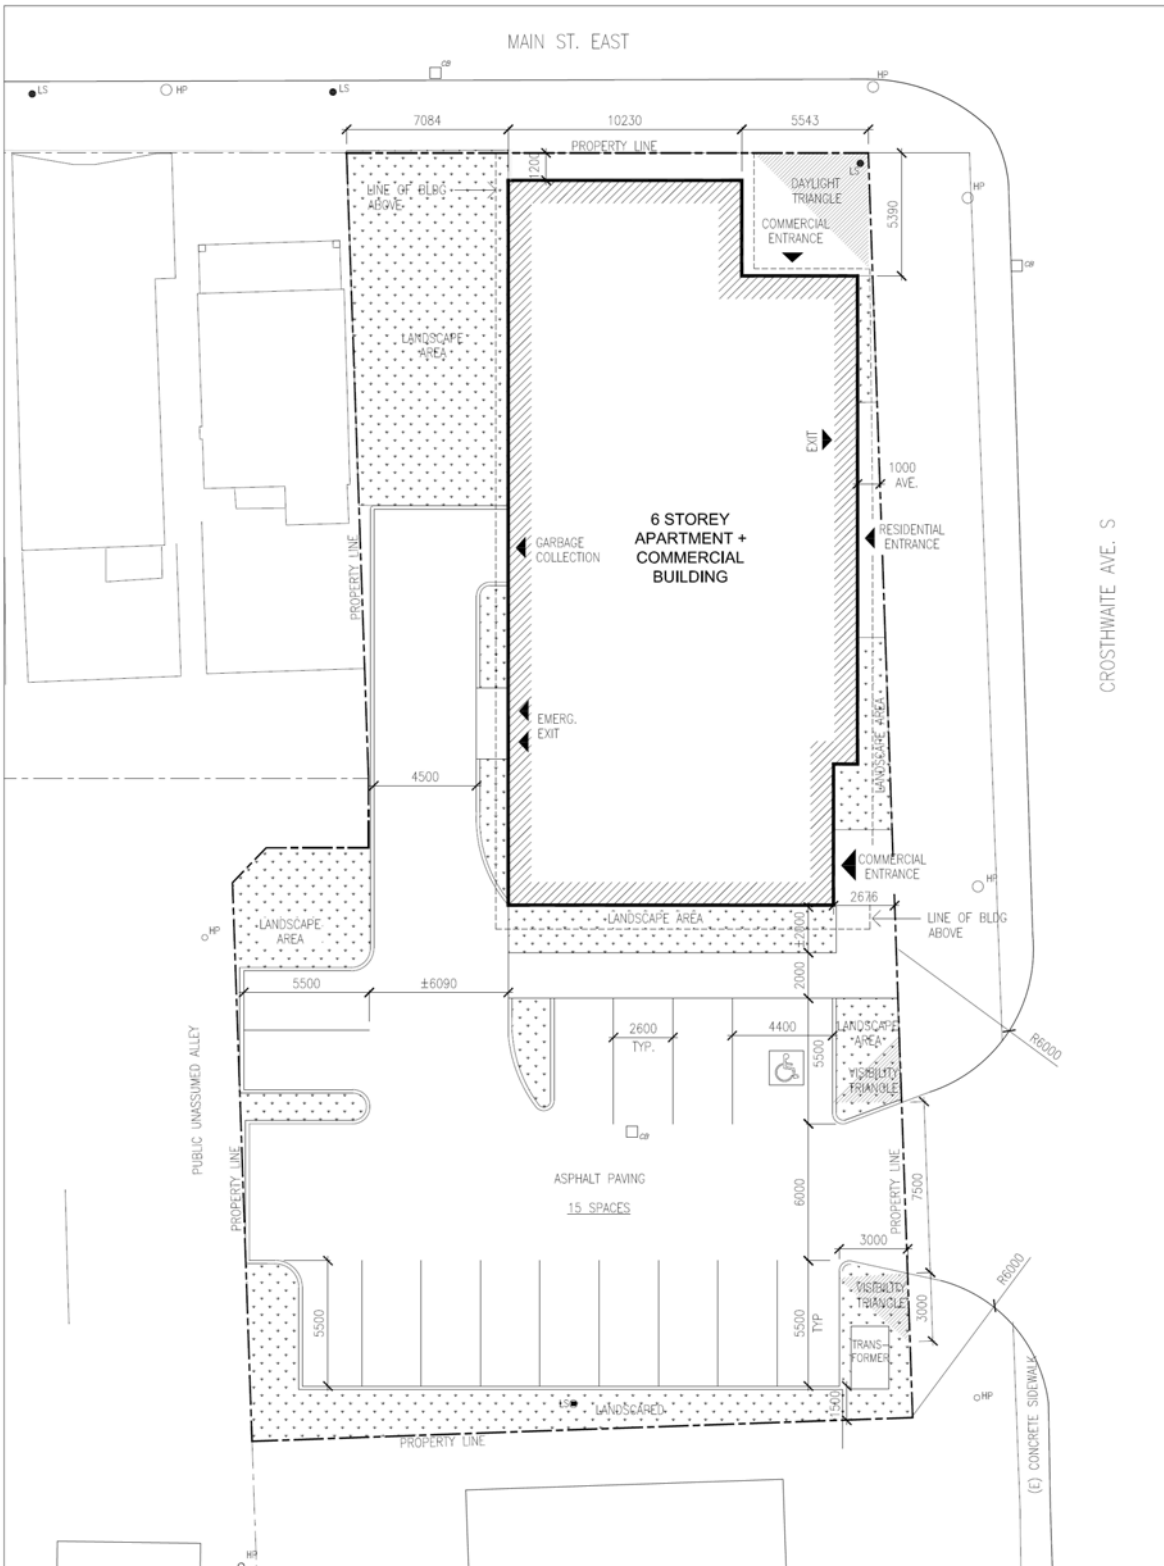 MAIN ST. EAST
CB
LS
HP
LS
HP
7084
10230
5543
PROPERTY LINE
1200
LS
DAYLIGHT
TRIANGLE
HP
LINE OF BLDG
ABOVE
5390
COMMERCIAL
ENTRANCE
CB
LANDSCAPE
AREA
EXIT
1000
AVE.
6 STOREY
APARTMENT +
COMMERCIAL
BUILDING
GARBAGE
COLLECTION
RESIDENTIAL
ENTRANCE
PROPERTY LINE
CROSTHWAITE AVE. S
EMERG.
EXIT
LANDSCAPE AREA
4500
COMMERCIAL
ENTRANCE
HP
2676
LANDSCAPE AREA
LINE OF BLDG
ABOVE
LANDSCAPE
AREA
HP
±2000
2000
5500
±6090
2600
TYP.
4400
5500
LANDSCAPE
AREA
R6000
VISIBILITY
TRIANGLE
PUBLIC UNASSUMED ALLEY
CB
PROPERTY LINE
ASPHALT PAVING
15 SPACES
6000
PROPERTY LINE
7500
3000
R6000
VISIBILITY
TRIANGLE
3000
5500
5500
TYP
TRANS-
FORMER
LS
LANDSCAPED
1500
HP
(E) CONCRETE SIDEWALK
PROPERTY LINE
HP